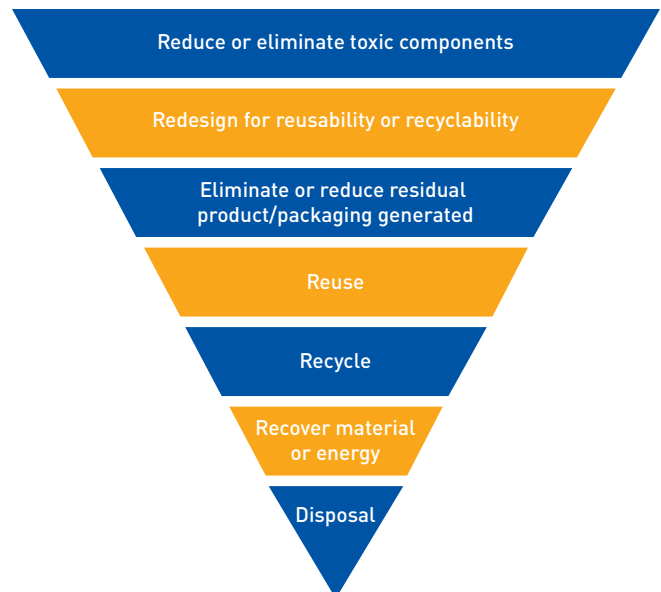 Reduce or eliminate toxic components
Redesign for reusability or recyclability
Eliminate or reduce residual
product/packaging generated
Reuse
Recycle
Recover material
or energy
Disposal